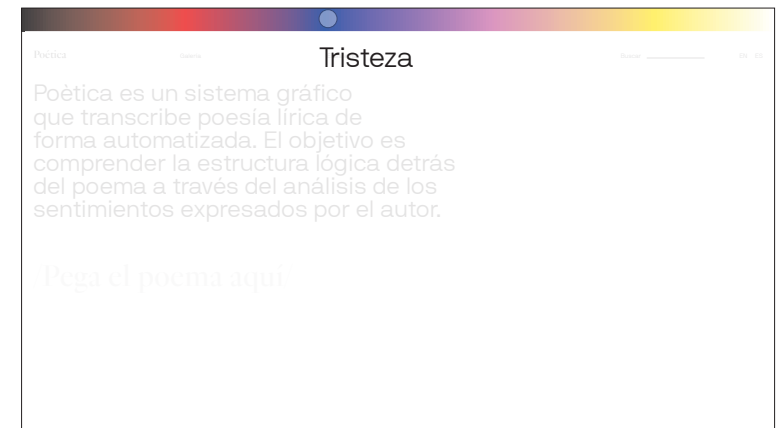 Poètica
Tristeza
EN ES
Poètica es un sistema gráfico
que transcribe poesía lírica de
forma automatizada. El objetivo es
comprender la estructura lógica detrás
del poema a través del análisis de los
sentimientos expresados por el autor.
Pega el poema aquí